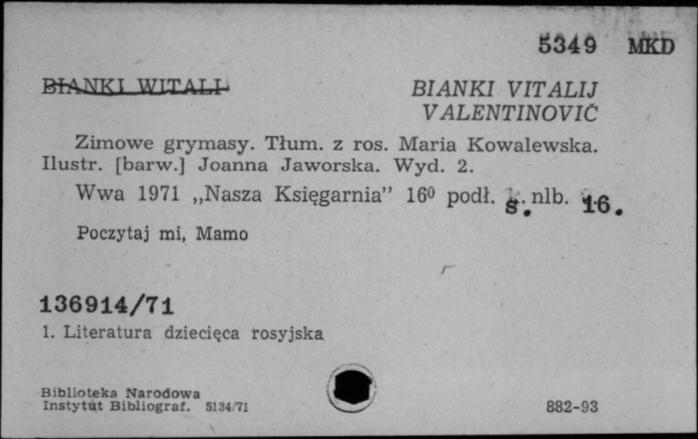 5349 MKD
BIANKI WITALI
BIANKI VITALIJ
VALENTINOVIČ
Zimowe grymasy. Tłum. z ros. Maria Kowalewska.
Ilustr. [barw.] Joanna Jaworska. Wyd. 2.
Wwa 1971 „Nasza Księgarnia” 16⁰ podł. s. nlb. 16.
Poczytaj mi, Mamo
136914/71
1. Literatura dziecięca rosyjska
Biblioteka Narodowa
Instytut Bibliograf. 5134/71
882-93